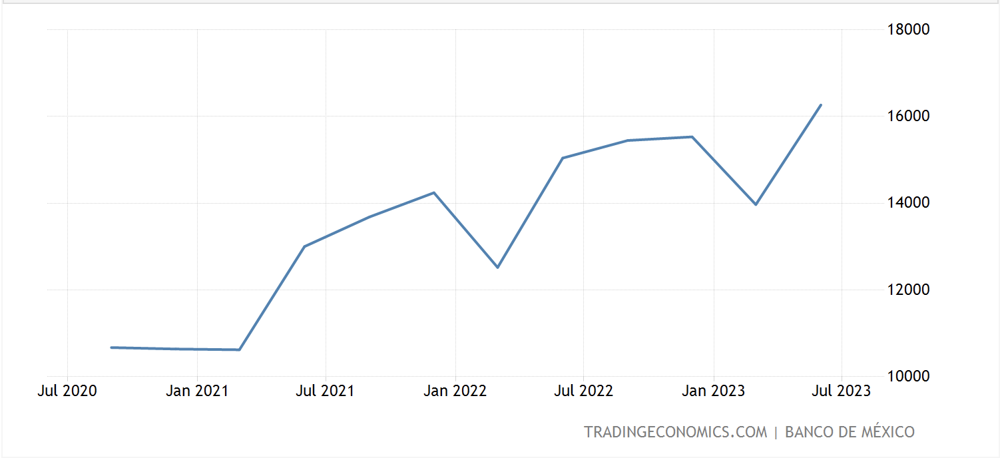 18000
16000
14000
12000
10000
Jul 2020 Jan 2021 Jul 2021 Jan 2022 Jul 2022 Jan 2023 Jul 2023
TRADINGECONOMICS.COM | BANCO DE MÉXICO